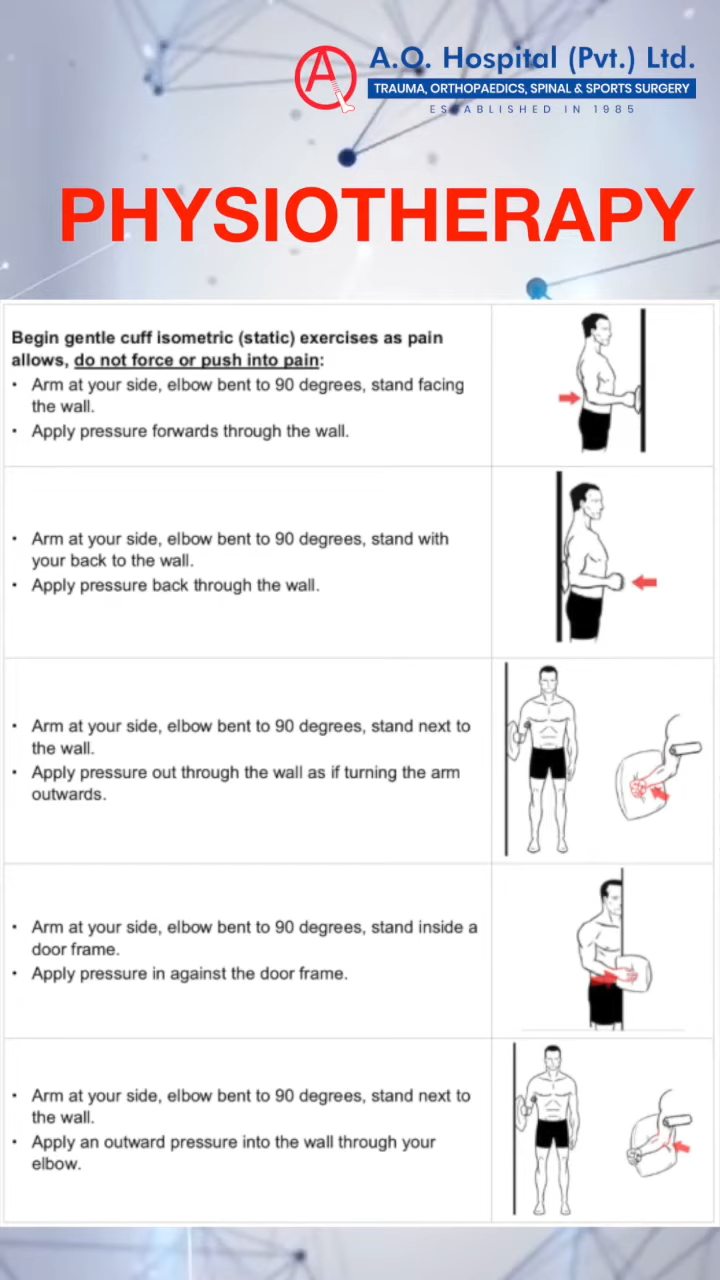 A.Q. Hospital (Pvt.) Ltd.
TRAUMA, ORTHOPAEDICS, SPINAL & SPORTS SURGERY
ESTABLISHED IN 1985
PHYSIOTHERAPY
Begin gentle cuff isometric (static) exercises as pain
allows, do not force or push into pain:
• Arm at your side, elbow bent to 90 degrees, stand facing
the wall.
• Apply pressure forwards through the wall.
• Arm at your side, elbow bent to 90 degrees, stand with
your back to the wall.
• Apply pressure back through the wall.
• Arm at your side, elbow bent to 90 degrees, stand next to
the wall.
• Apply pressure out through the wall as if turning the arm
outwards.
• Arm at your side, elbow bent to 90 degrees, stand inside a
door frame.
• Apply pressure in against the door frame.
• Arm at your side, elbow bent to 90 degrees, stand next to
the wall.
• Apply an outward pressure into the wall through your
elbow.